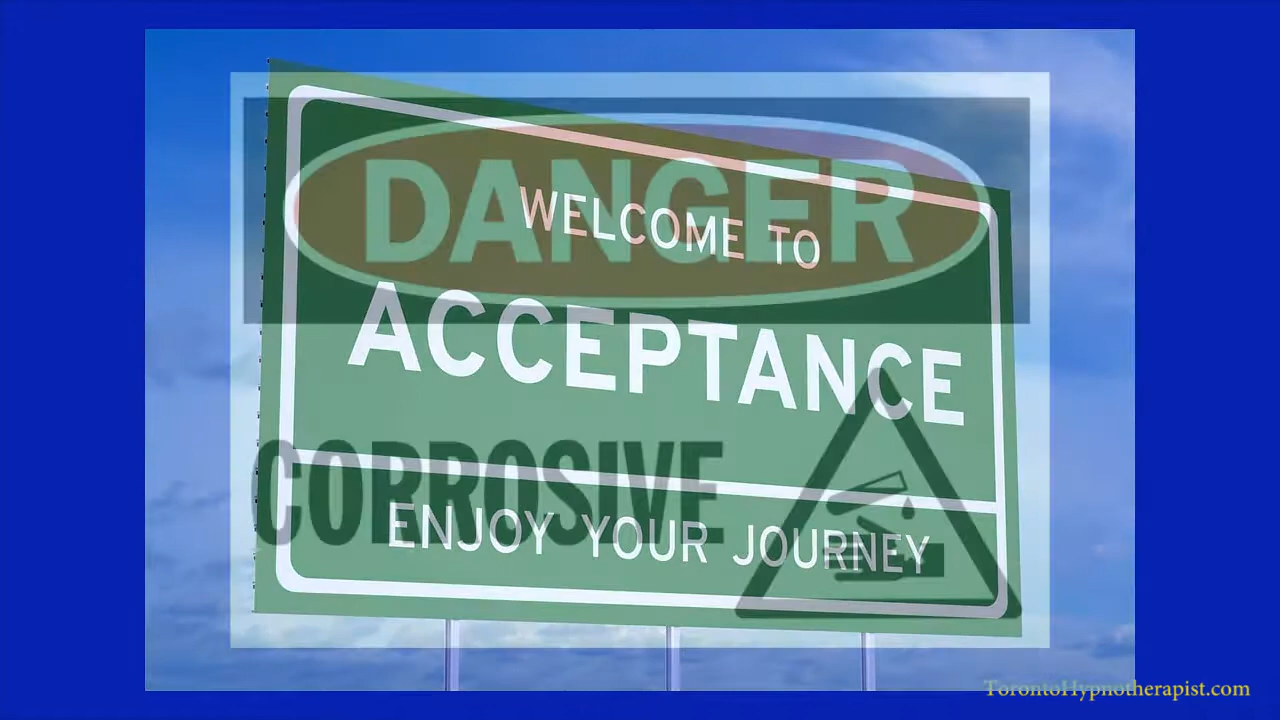 DANGER
WELCOME TO
ACCEPTANCE
CORROSIVE
ENJOY YOUR JOURNEY
TorontoHypnotherapist.com